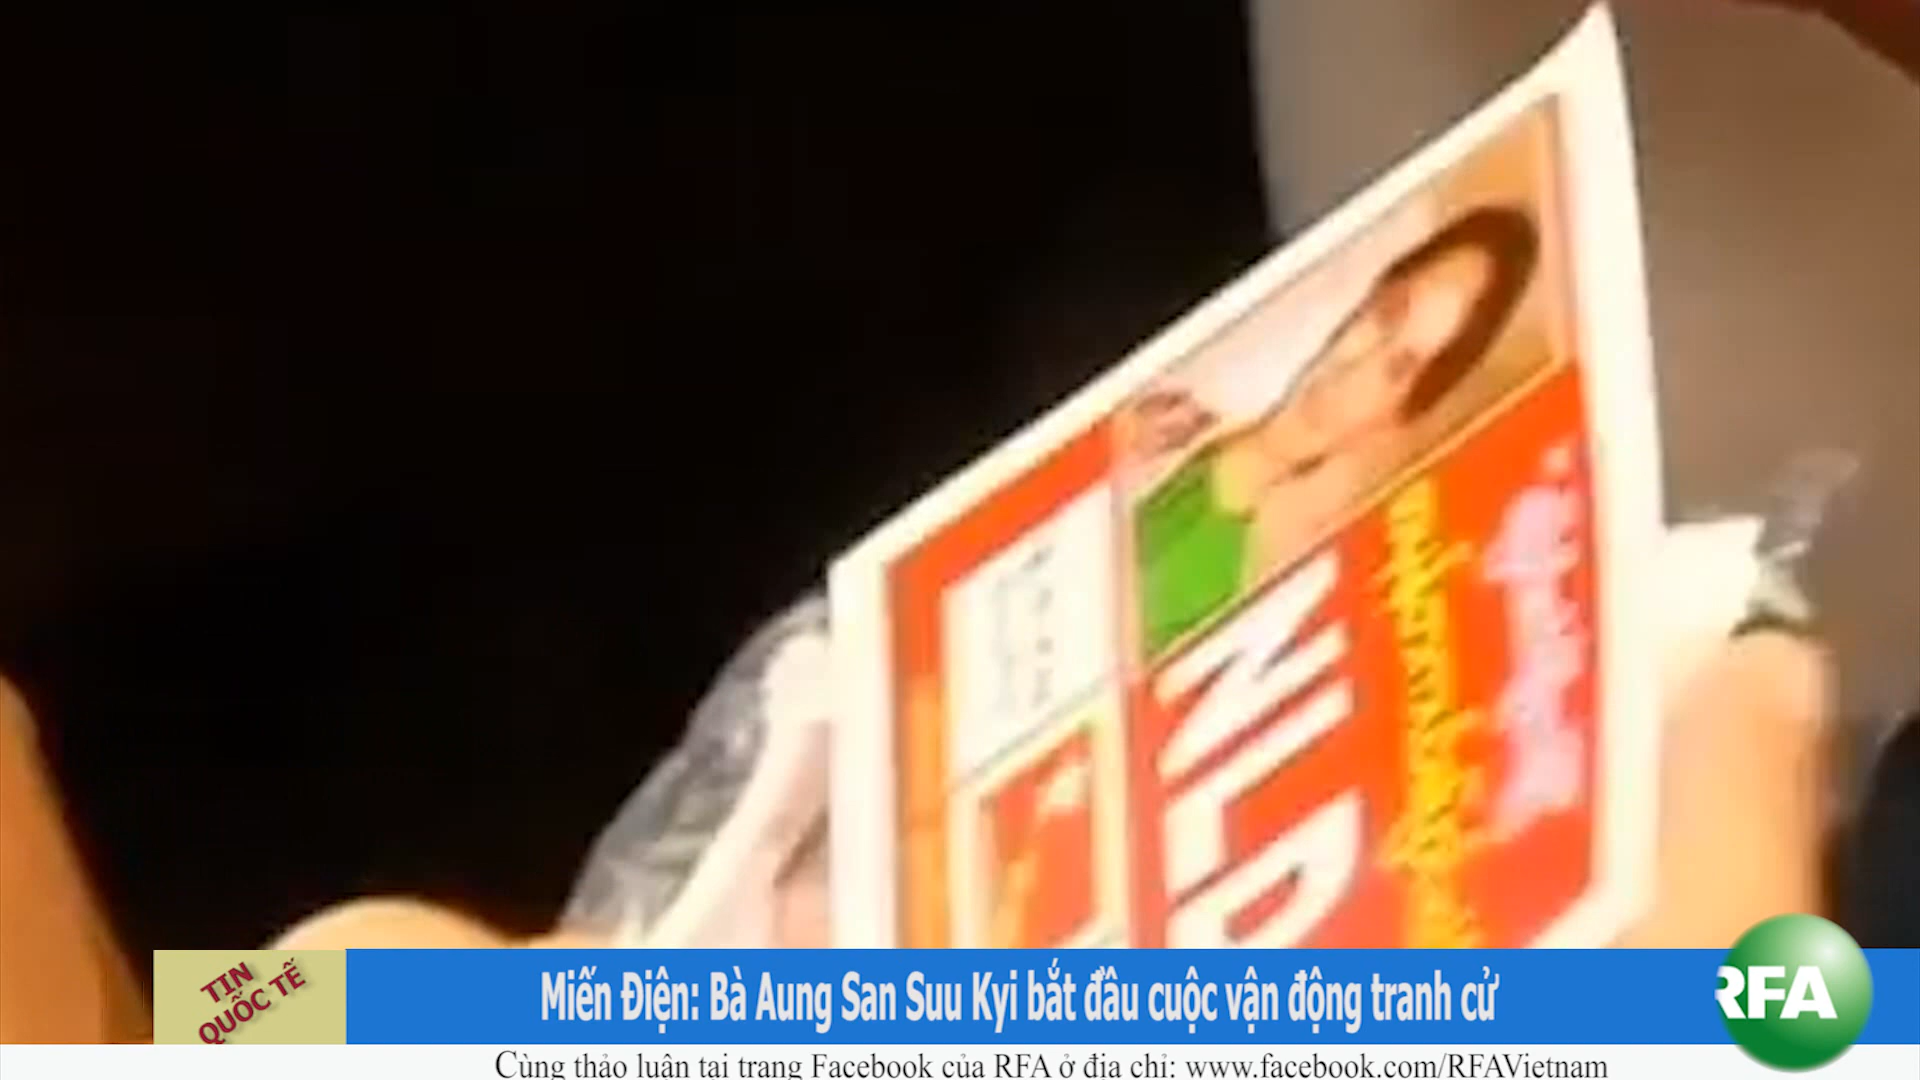 NLD
TIN
QUỐC TẾ
Miến Điện: Bà Aung San Suu Kyi bắt đầu cuộc vận động tranh cử
RFA
Cùng thảo luận tại trang Facebook của RFA ở địa chỉ: www.facebook.com/RFAVietnam